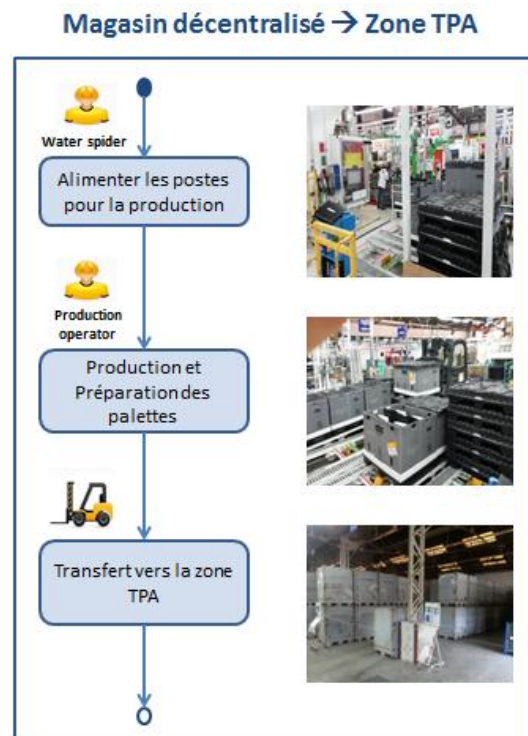 Magasin décentralisé → Zone TPA
Water spider
Alimenter les postes
pour la production
Production
operator
Production et
Préparation des
palettes
Transfert vers la zone
TPA